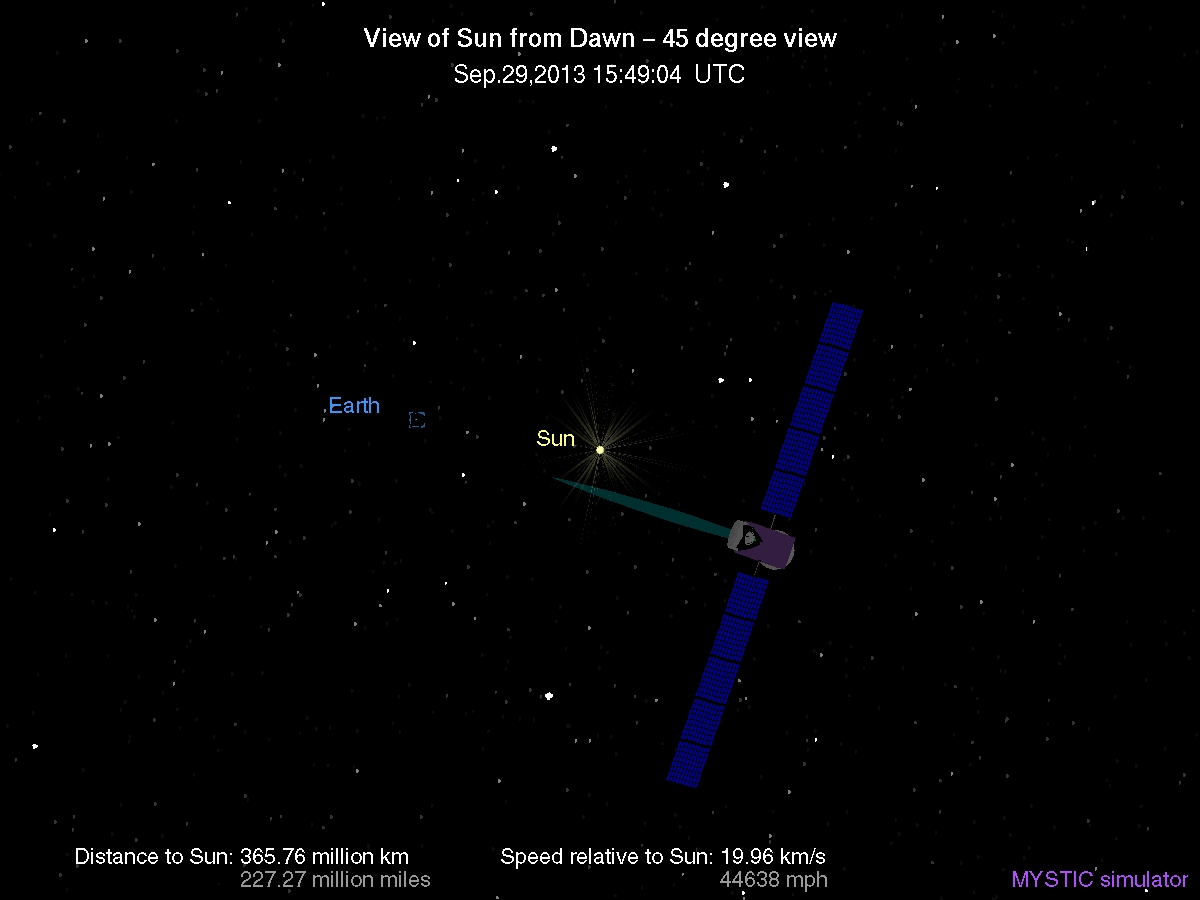 View of Sun from Dawn – 45 degree view
Sep.29,2013 15:49:04 UTC
Earth
Sun
Distance to Sun: 365.76 million km
227.27 million miles
Speed relative to Sun: 19.96 km/s
44638 mph
MYSTIC simulator